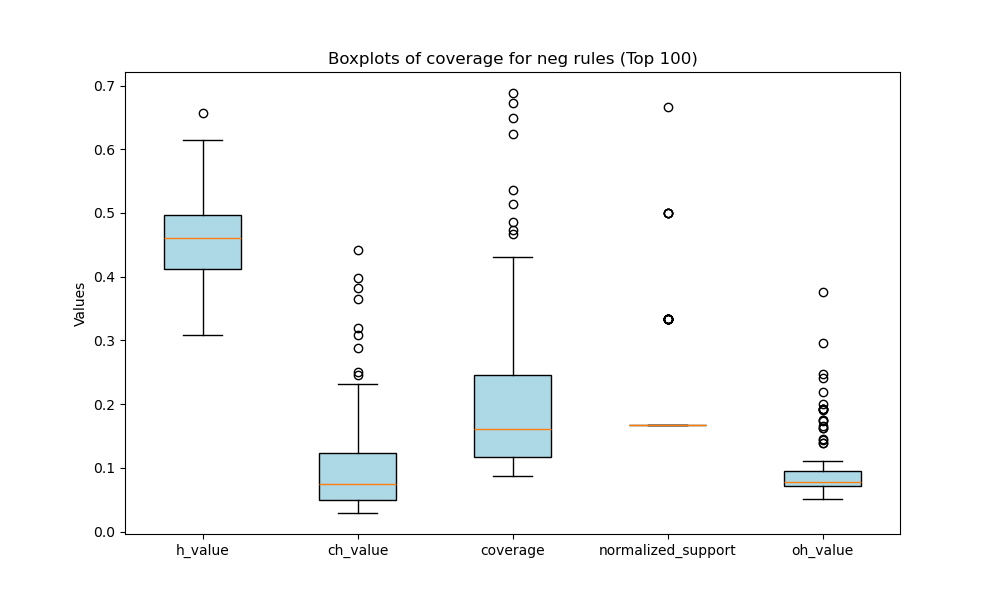 Boxplots of coverage for neg rules (Top 100)
Values
0.7
0.6
0.5
0.4
0.3
0.2
0.1
0.0
h_value ch_value coverage normalized_support oh_value